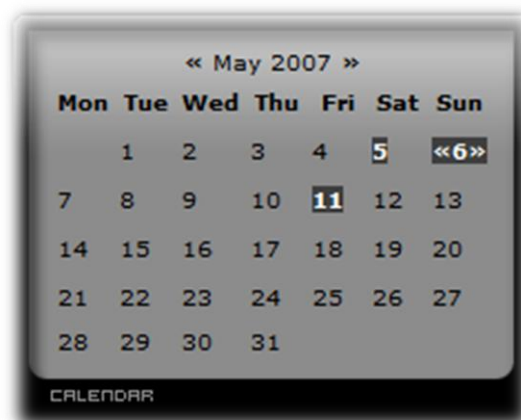 « May 2007 »
Mon Tue Wed Thu Fri Sat Sun
1 2 3 4 5 «6»
7 8 9 10 11 12 13
14 15 16 17 18 19 20
21 22 23 24 25 26 27
28 29 30 31
CALENDAR